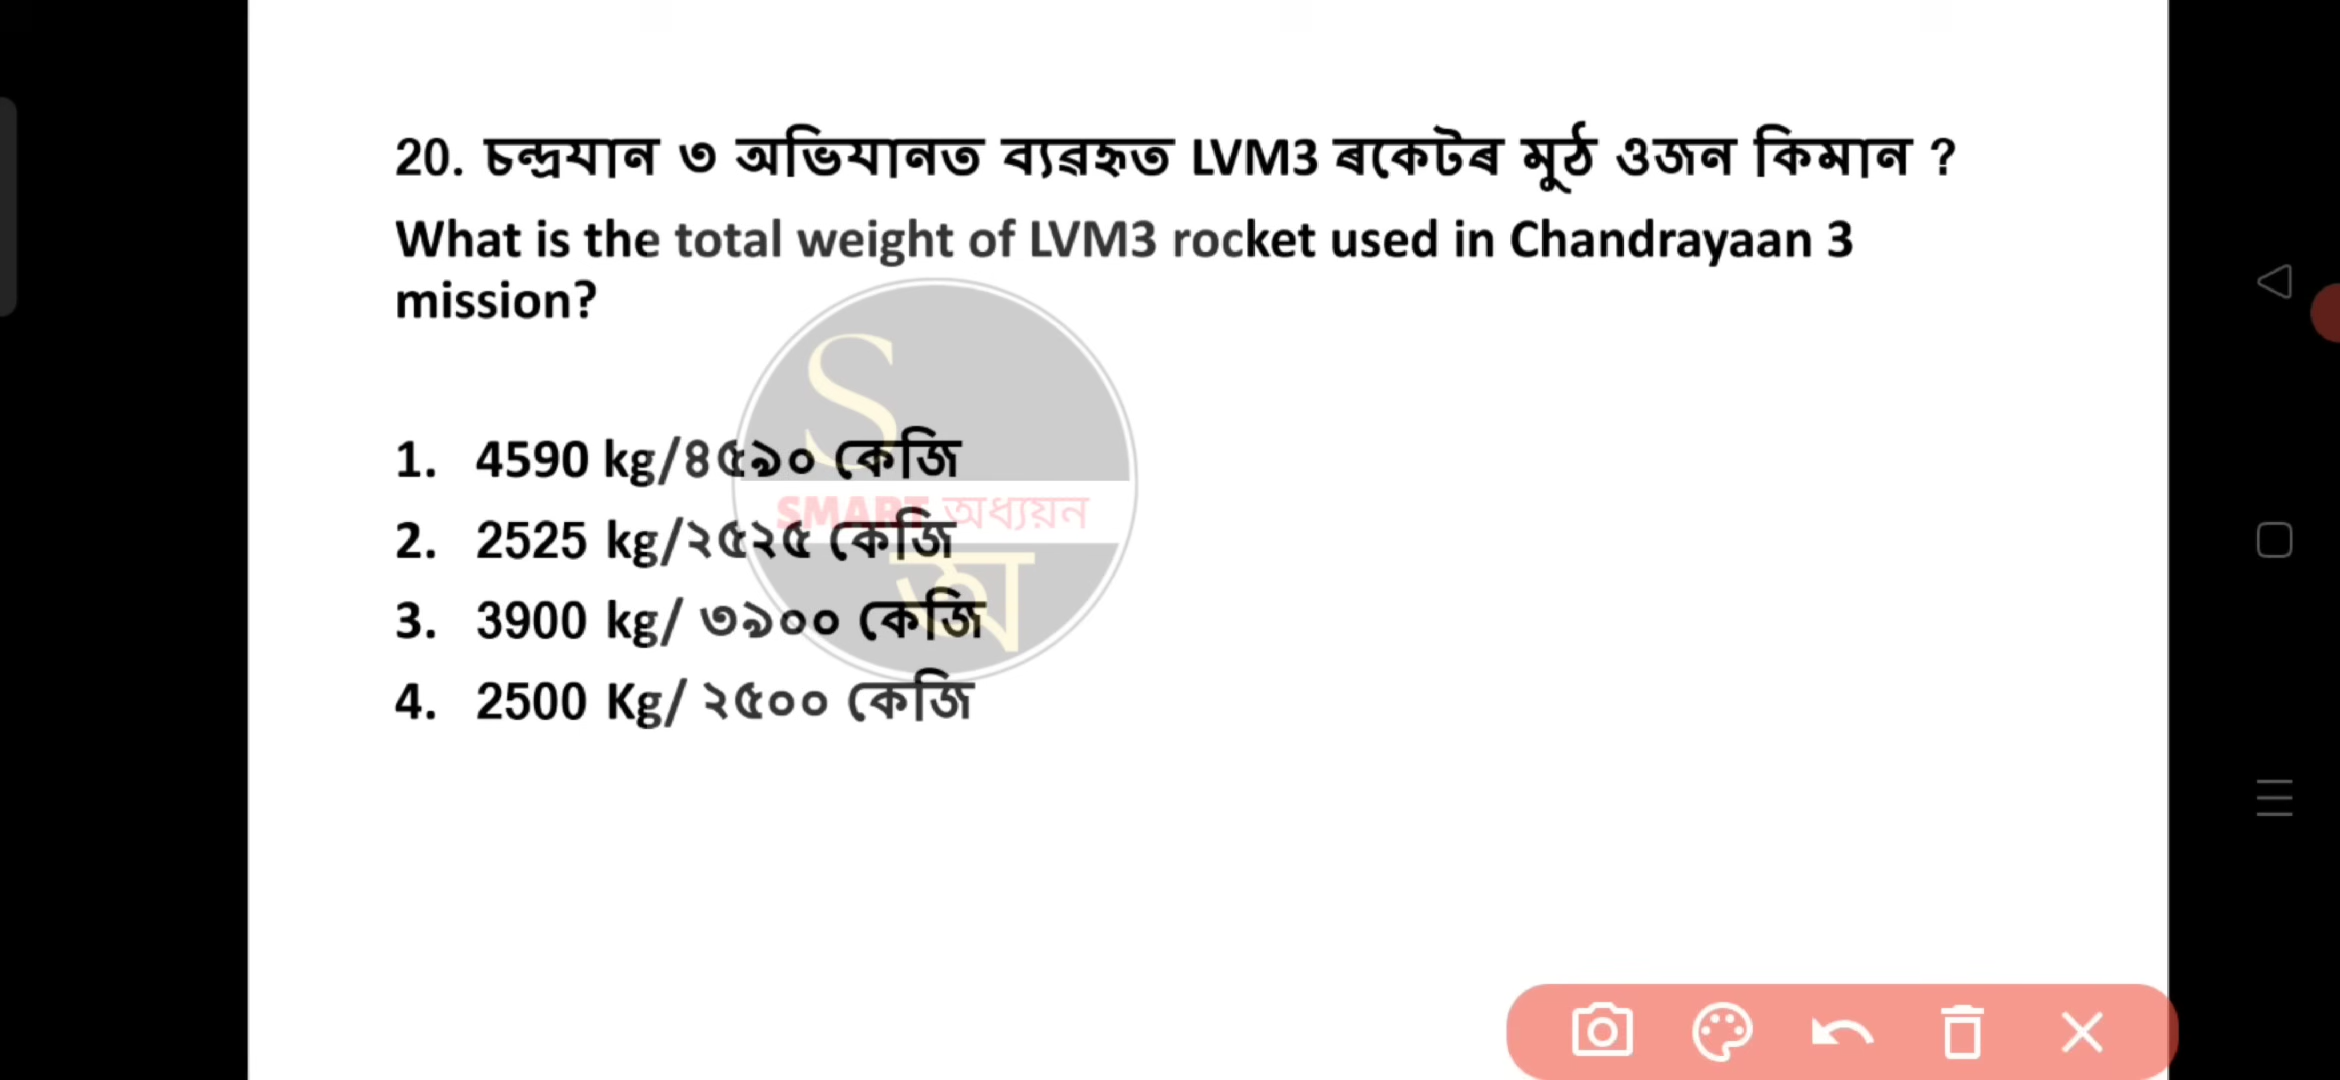 20. চন্দ্ৰযান ৩ অভিযানত ব্যৱহৃত LVM3 ৰকেটৰ মুঠ ওজন কিমান ?
What is the total weight of LVM3 rocket used in Chandrayaan 3
mission?
S
1. 4590 kg/৪৫৯০ কেজি
SMART অধ্যয়ন
2. 2525 kg/২৫২৫ কেজি
অ
3. 3900 kg/ ৩৯০০ কেজি
4. 2500 Kg/ ২৫০০ কেজি